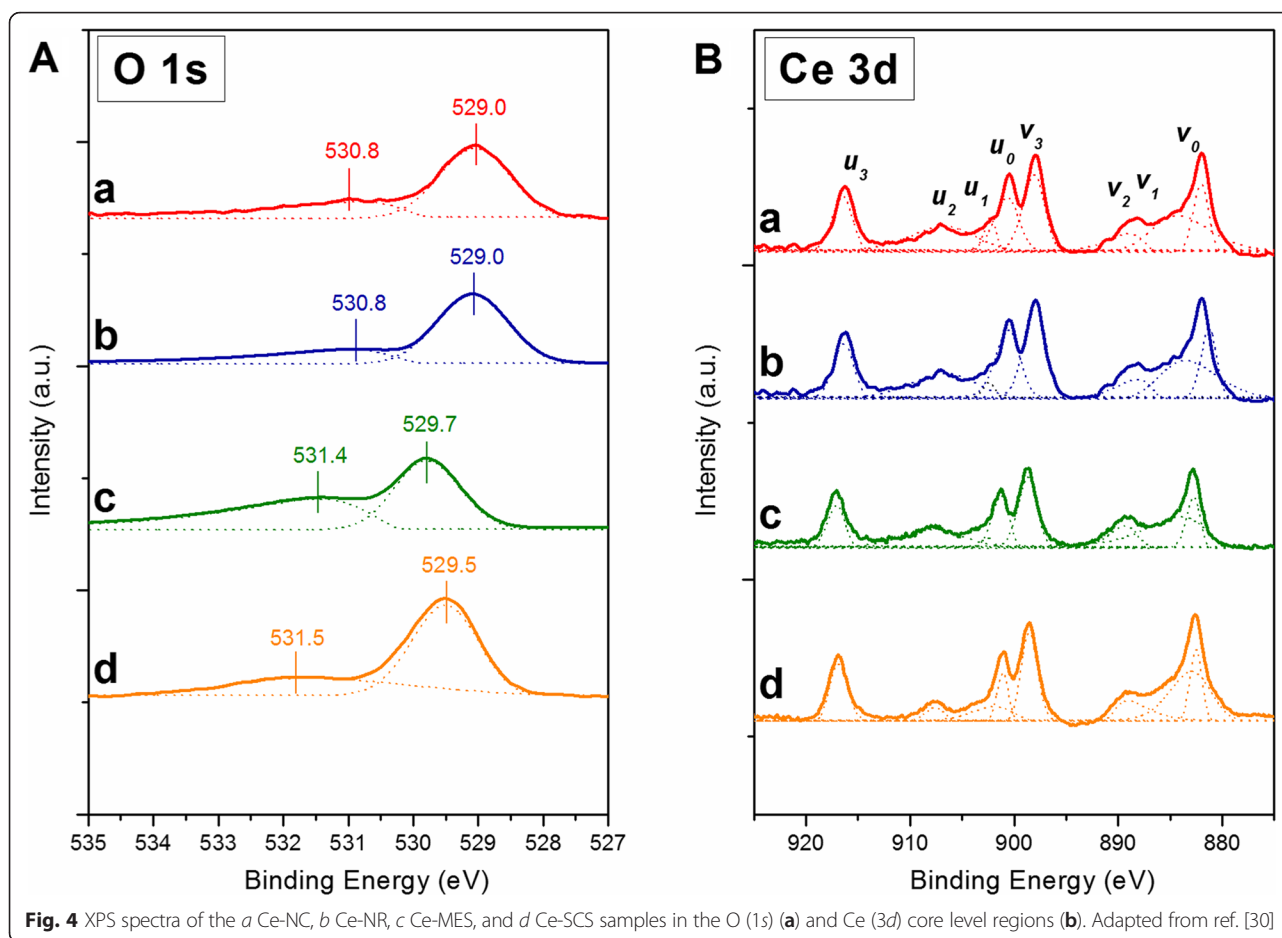 A
O 1s
529.0
530.8
a
529.0
530.8
b
529.7
531.4
c
529.5
531.5
d
Intensity (a.u.)
535 534 533 532 531 530 529 528 527
Binding Energy (eV)
B
Ce 3d
u3 u2 u1 u0 v3 v2 v1 v0
a
b
c
d
Intensity (a.u.)
920 900 880
Binding Energy (eV)
Fig. 4 XPS spectra of the a Ce-NC, b Ce-NR, c Ce-MES, and d Ce-SCS samples in the O (1s) (a) and Ce (3d) core level regions (b). Adapted from ref. [30]